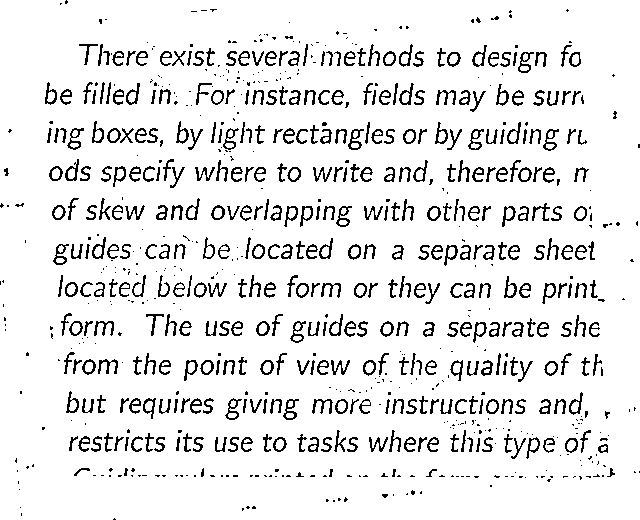 There exist several methods to design fo
be filled in. For instance, fields may be surr
ing boxes, by light rectangles or by guiding ru
ods specify where to write and, therefore, m
of skew and overlapping with other parts o
guides can be located on a separate sheet
located below the form or they can be print
form. The use of guides on a separate she
from the point of view of the quality of th
but requires giving more instructions and,
restricts its use to tasks where this type of a